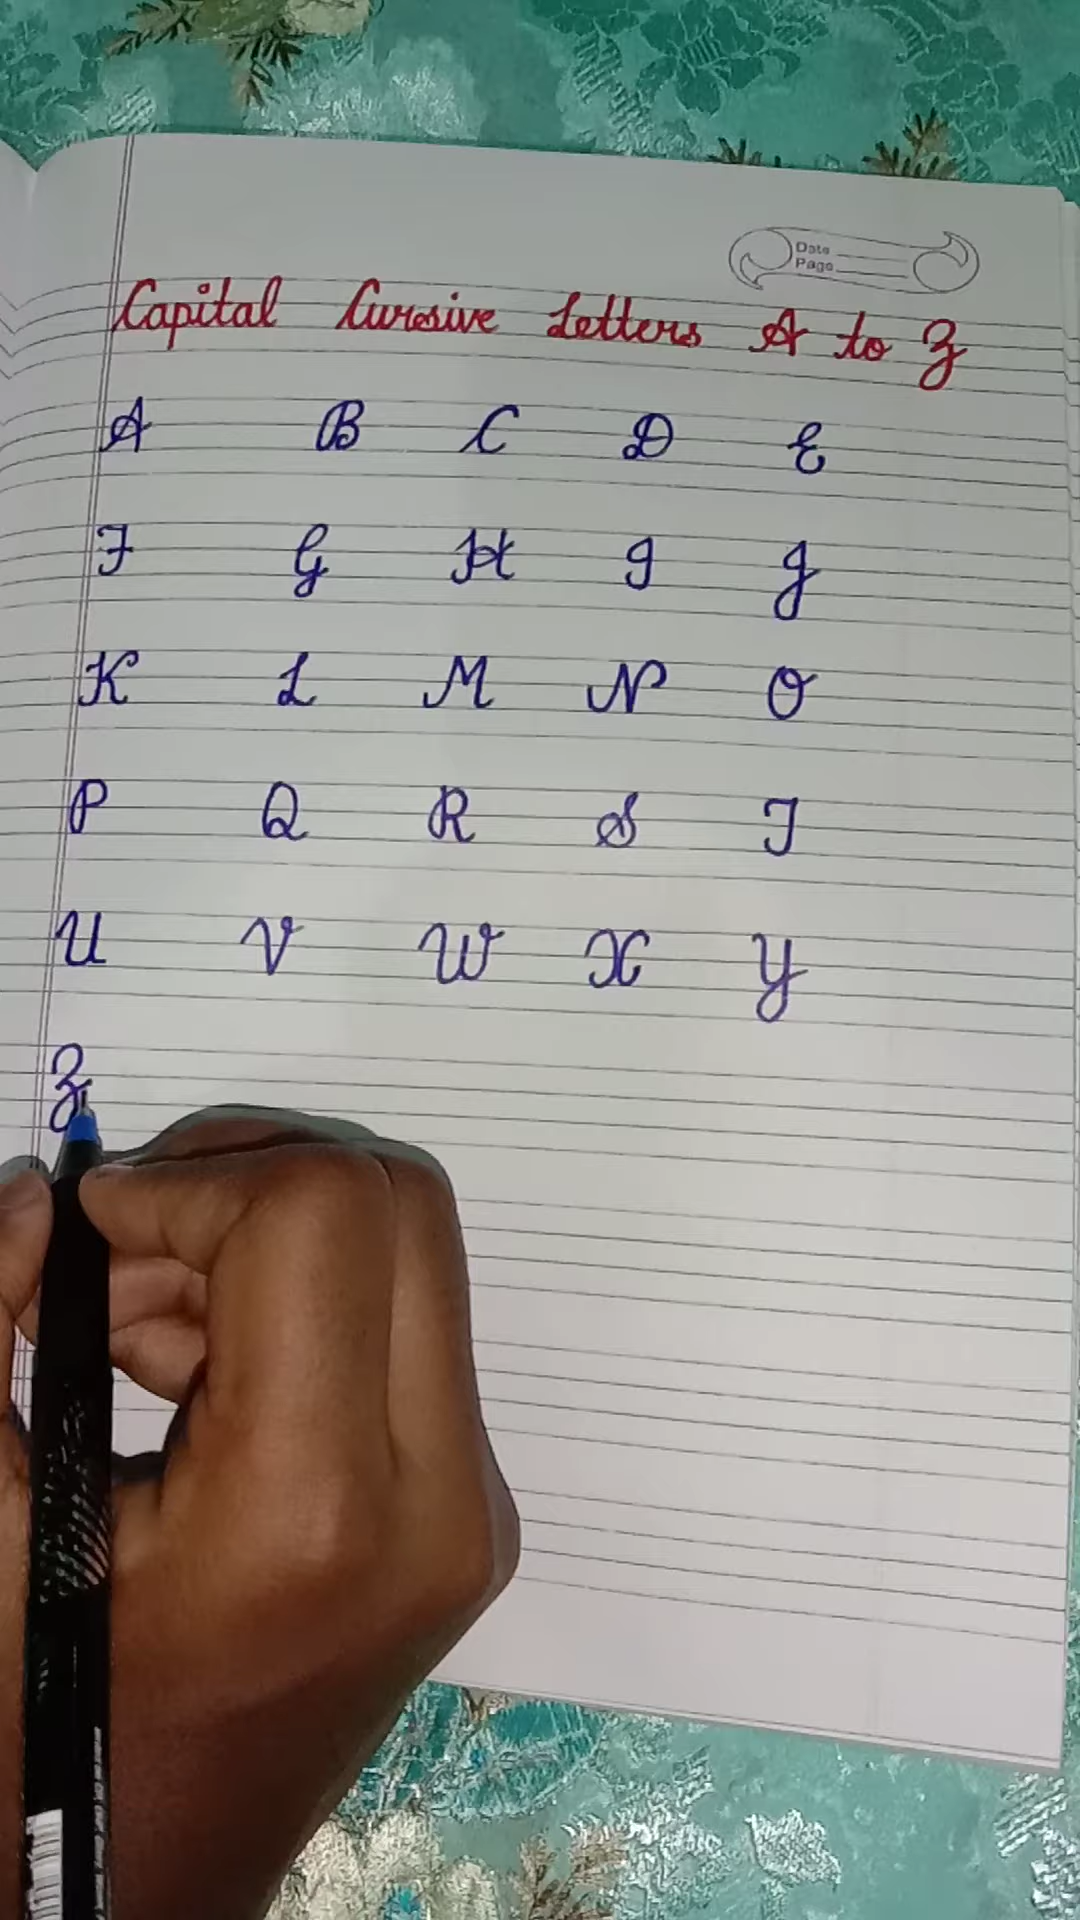 Date
Page
Capital Cursive Letters A to Z
A B C D E
F G H I J
K L M N O
P Q R S T
U V W X Y
Z